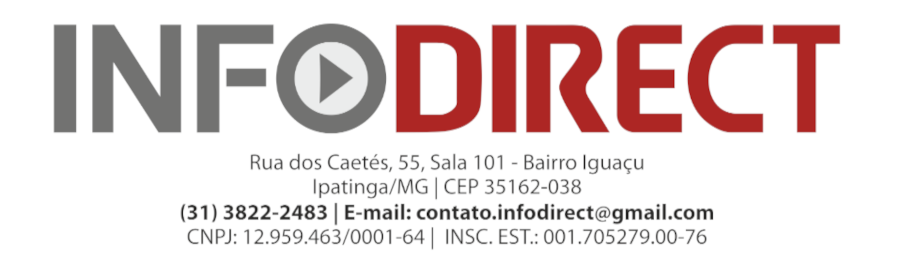 INFODIRECT
Rua dos Caetés, 55, Sala 101 - Bairro Iguaçu
Ipatinga/MG | CEP 35162-038
(31) 3822-2483 | E-mail: contato.infodirect@gmail.com
CNPJ: 12.959.463/0001-64 | INSC. EST.: 001.705279.00-76